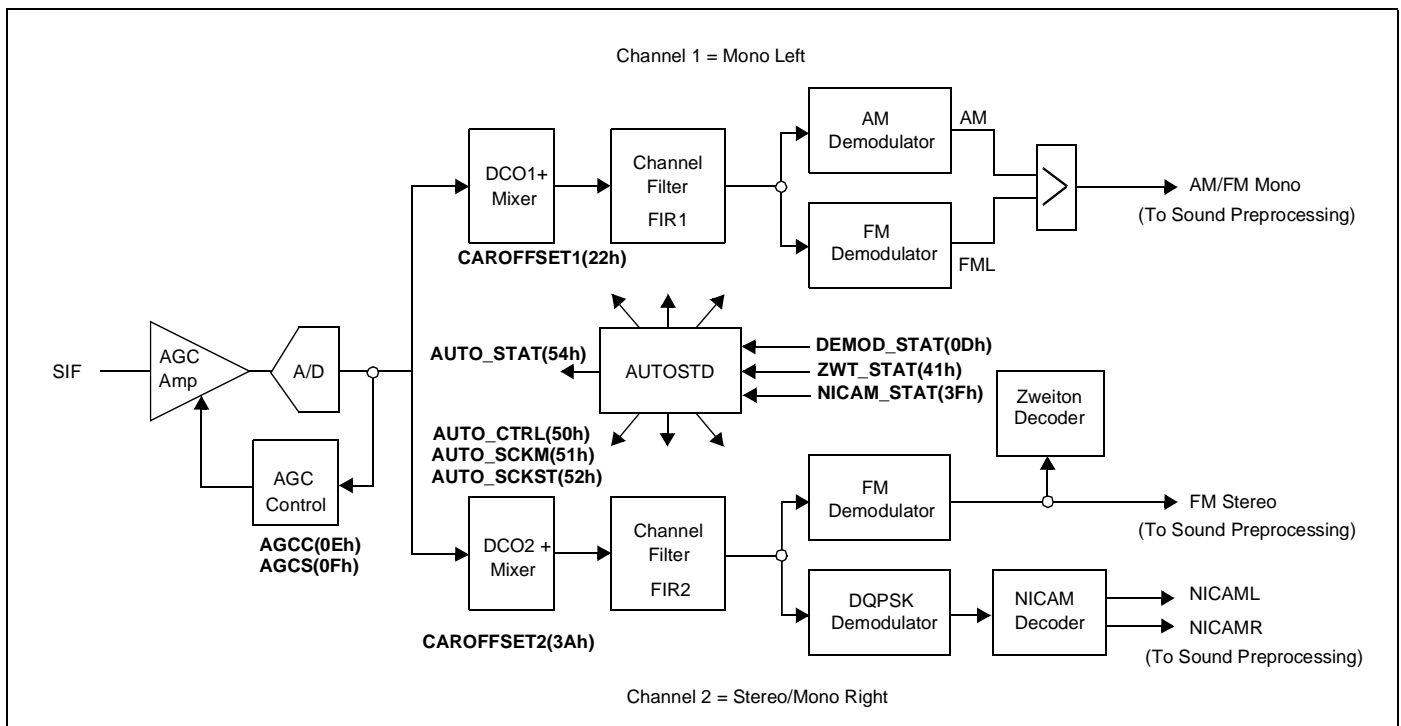 Channel 1 = Mono Left
AM
Demodulator
AM
DCO1+
Mixer
Channel
Filter
FIR1
AM/FM Mono
(To Sound Preprocessing)
FM
Demodulator
FML
CAROFFSET1(22h)
SIF
AGC
Amp
A/D
AUTO_STAT(54h)
AUTOSTD
DEMOD_STAT(0Dh)
ZWT_STAT(41h)
NICAM_STAT(3Fh)
Zweiton
Decoder
AUTO_CTRL(50h)
AUTO_SCKM(51h)
AUTO_SCKST(52h)
AGC
Control
AGCC(0Eh)
AGCS(0Fh)
DCO2 +
Mixer
Channel
Filter
FIR2
FM
Demodulator
FM Stereo
(To Sound Preprocessing)
DQPSK
Demodulator
NICAM
Decoder
NICAML
NICAMR
(To Sound Preprocessing)
CAROFFSET2(3Ah)
Channel 2 = Stereo/Mono Right